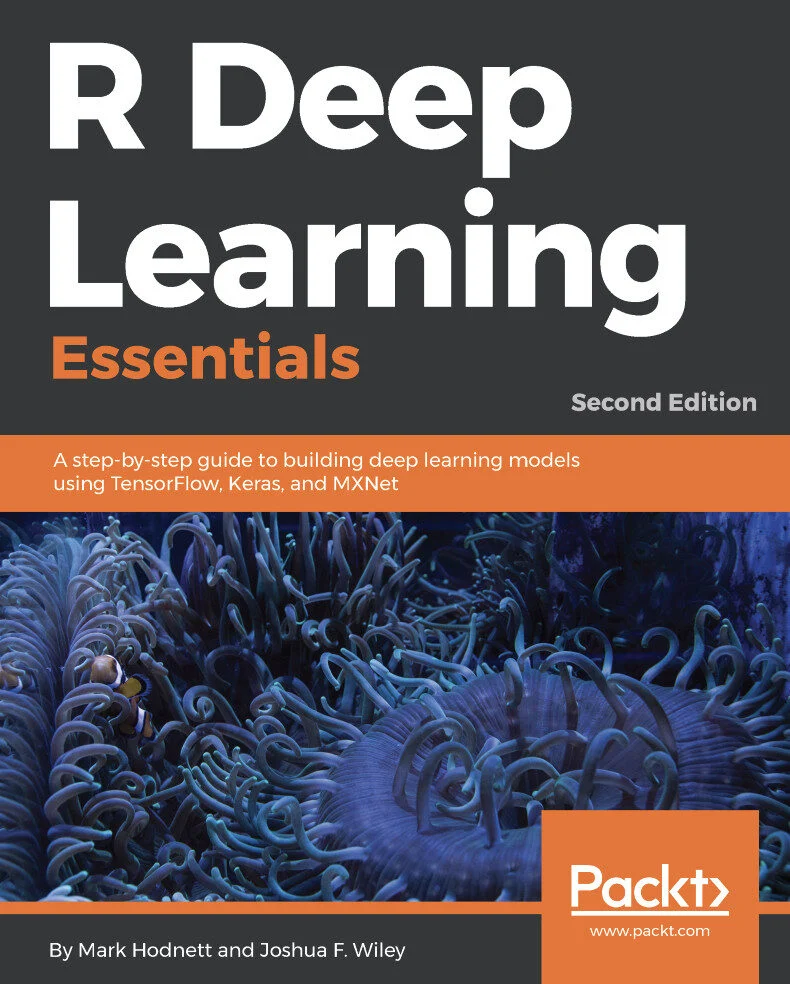 R Deep
Learning
Essentials
Second Edition
A step-by-step guide to building deep learning models
using TensorFlow, Keras, and MXNet
Packt>
www.packt.com
By Mark Hodnett and Joshua F. Wiley